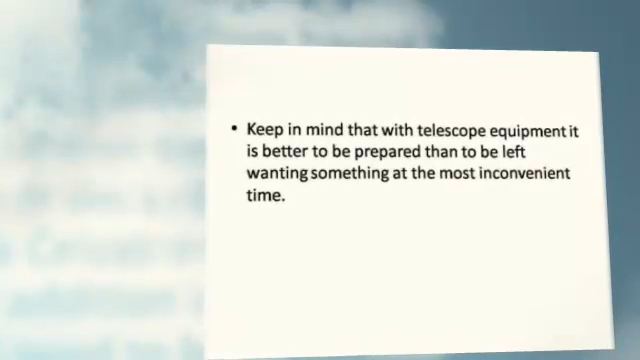 • Keep in mind that with telescope equipment it
is better to be prepared than to be left
wanting something at the most inconvenient
time.